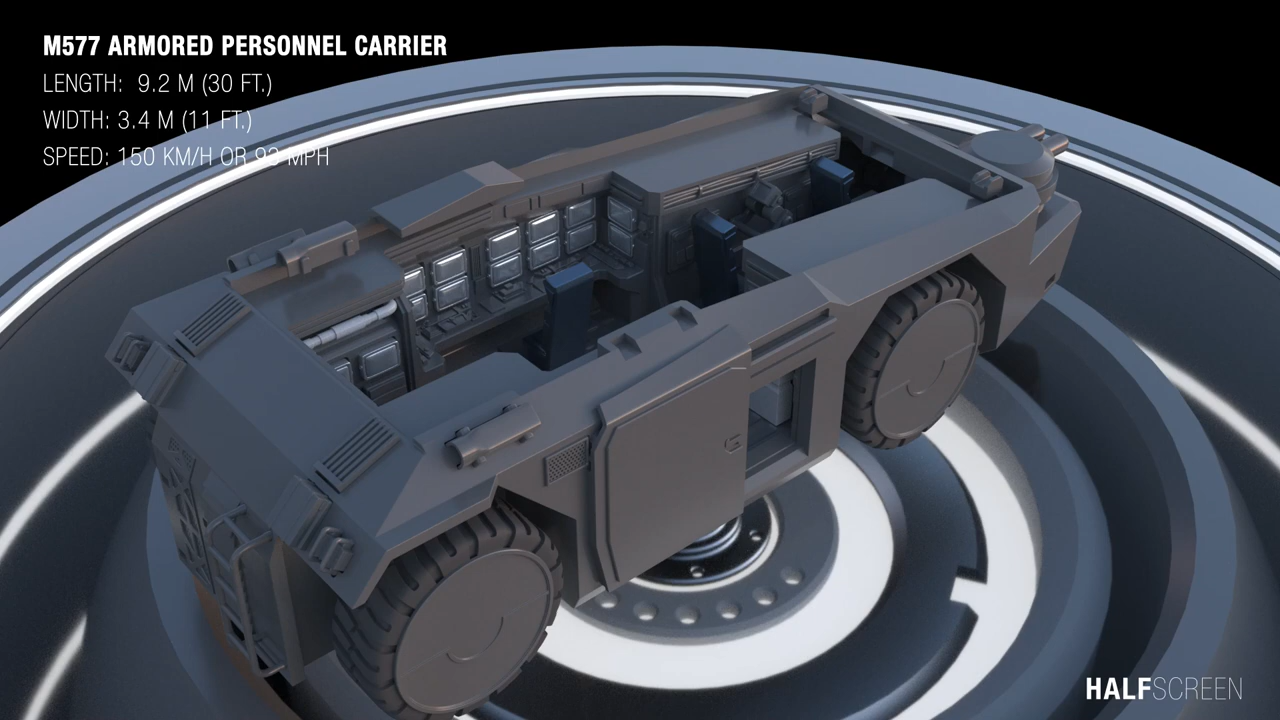 M577 ARMORED PERSONNEL CARRIER
LENGTH: 9.2 M (30 FT.)
WIDTH: 3.4 M (11 FT.)
SPEED: 150 KM/H OR 93 MPH
HALFSCREEN